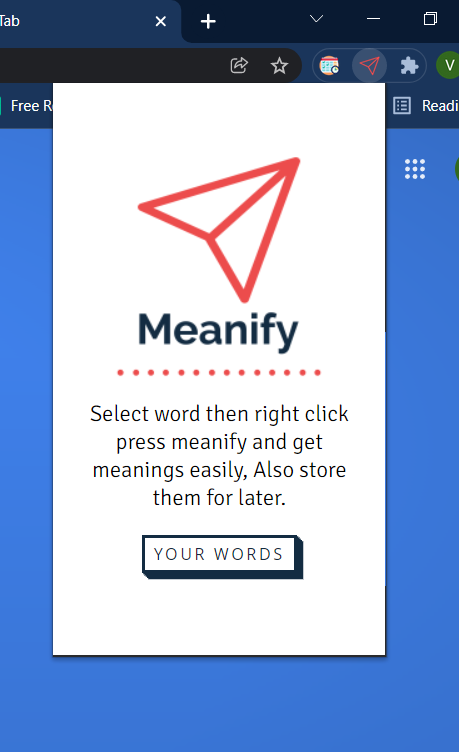 Tab
V
Free R
Readi
Meanify
Select word then right click
press meanify and get
meanings easily, Also store
them for later.
YOUR WORDS